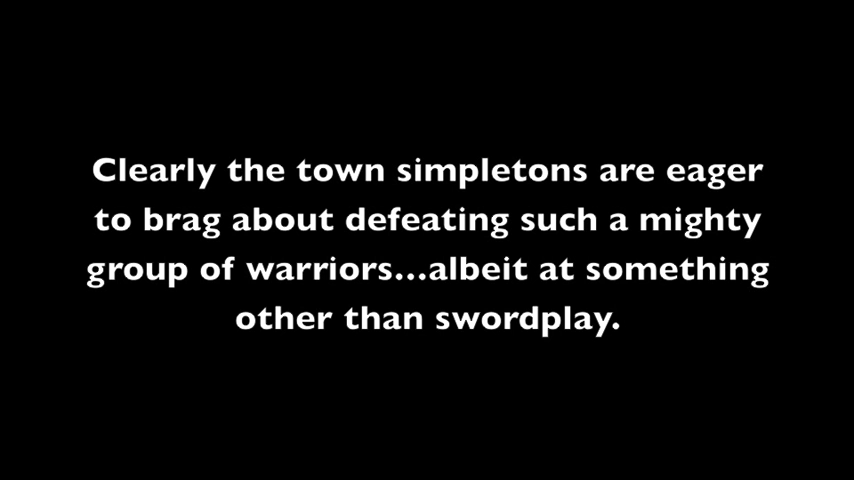 Clearly the town simpletons are eager
to brag about defeating such a mighty
group of warriors...albeit at something
other than swordplay.